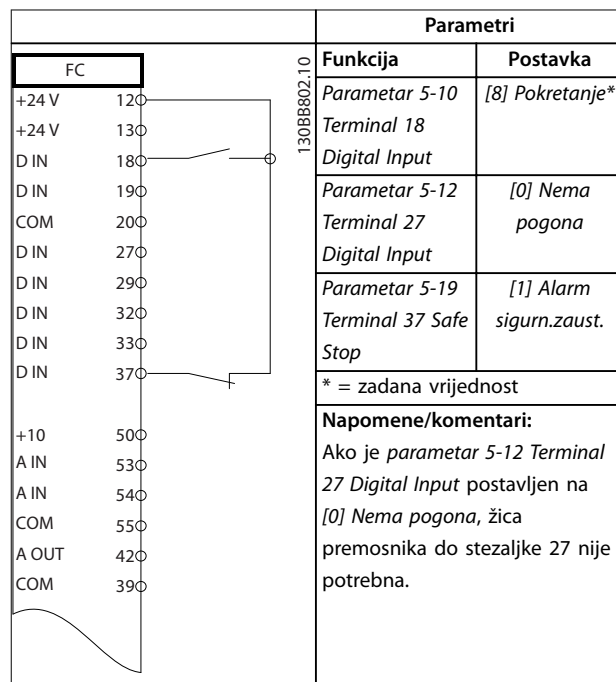 FC
+24 V 12
+24 V 13
D IN 18
D IN 19
COM 20
D IN 27
D IN 29
D IN 32
D IN 33
D IN 37
+10 50
A IN 53
A IN 54
COM 55
A OUT 42
COM 39
130BB802.10
Parametri
Funkcija Postavka
Parametar 5-10 [8] Pokretanje*
Terminal 18
Digital Input
Parametar 5-12 [0] Nema
Terminal 27 pogona
Digital Input
Parametar 5-19 [1] Alarm
Terminal 37 Safe sigurn.zaust.
Stop
* = zadana vrijednost
Napomene/komentari:
Ako je parametar 5-12 Terminal
27 Digital Input postavljen na
[0] Nema pogona, žica
premosnika do stezaljke 27 nije
potrebna.